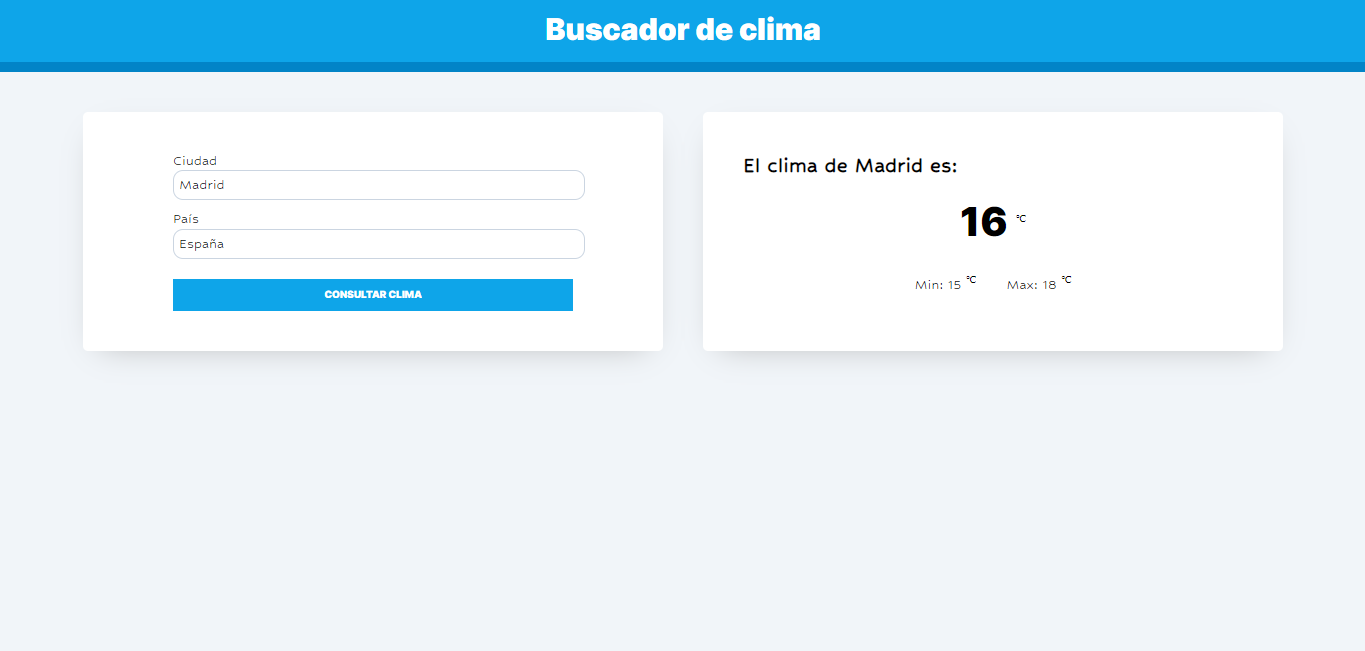 Buscador de clima
Ciudad
Madrid
País
España
CONSULTAR CLIMA
El clima de Madrid es:
16 °C
Min: 15 °C Max: 18 °C